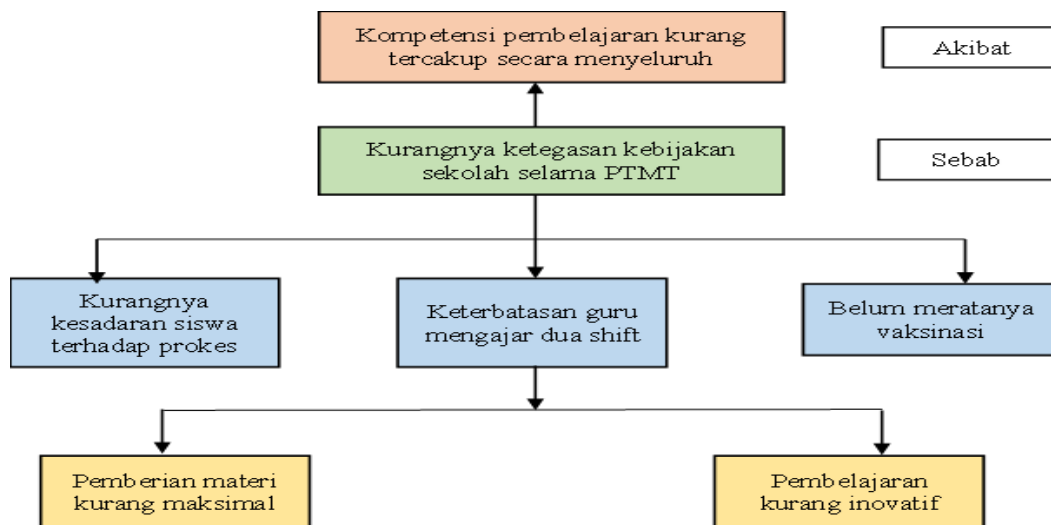 Kompetensi pembelajaran kurang
tercakup secara menyeluruh
Akibat
Kurangnya ketegasan kebijakan
sekolah selama PTMT
Sebab
Kurangnya
kesadaran siswa
terhadap prokes
Keterbatasan guru
mengajar dua shift
Belum meratanya
vaksinasi
Pemberian materi
kurang maksimal
Pembelajaran
kurang inovatif